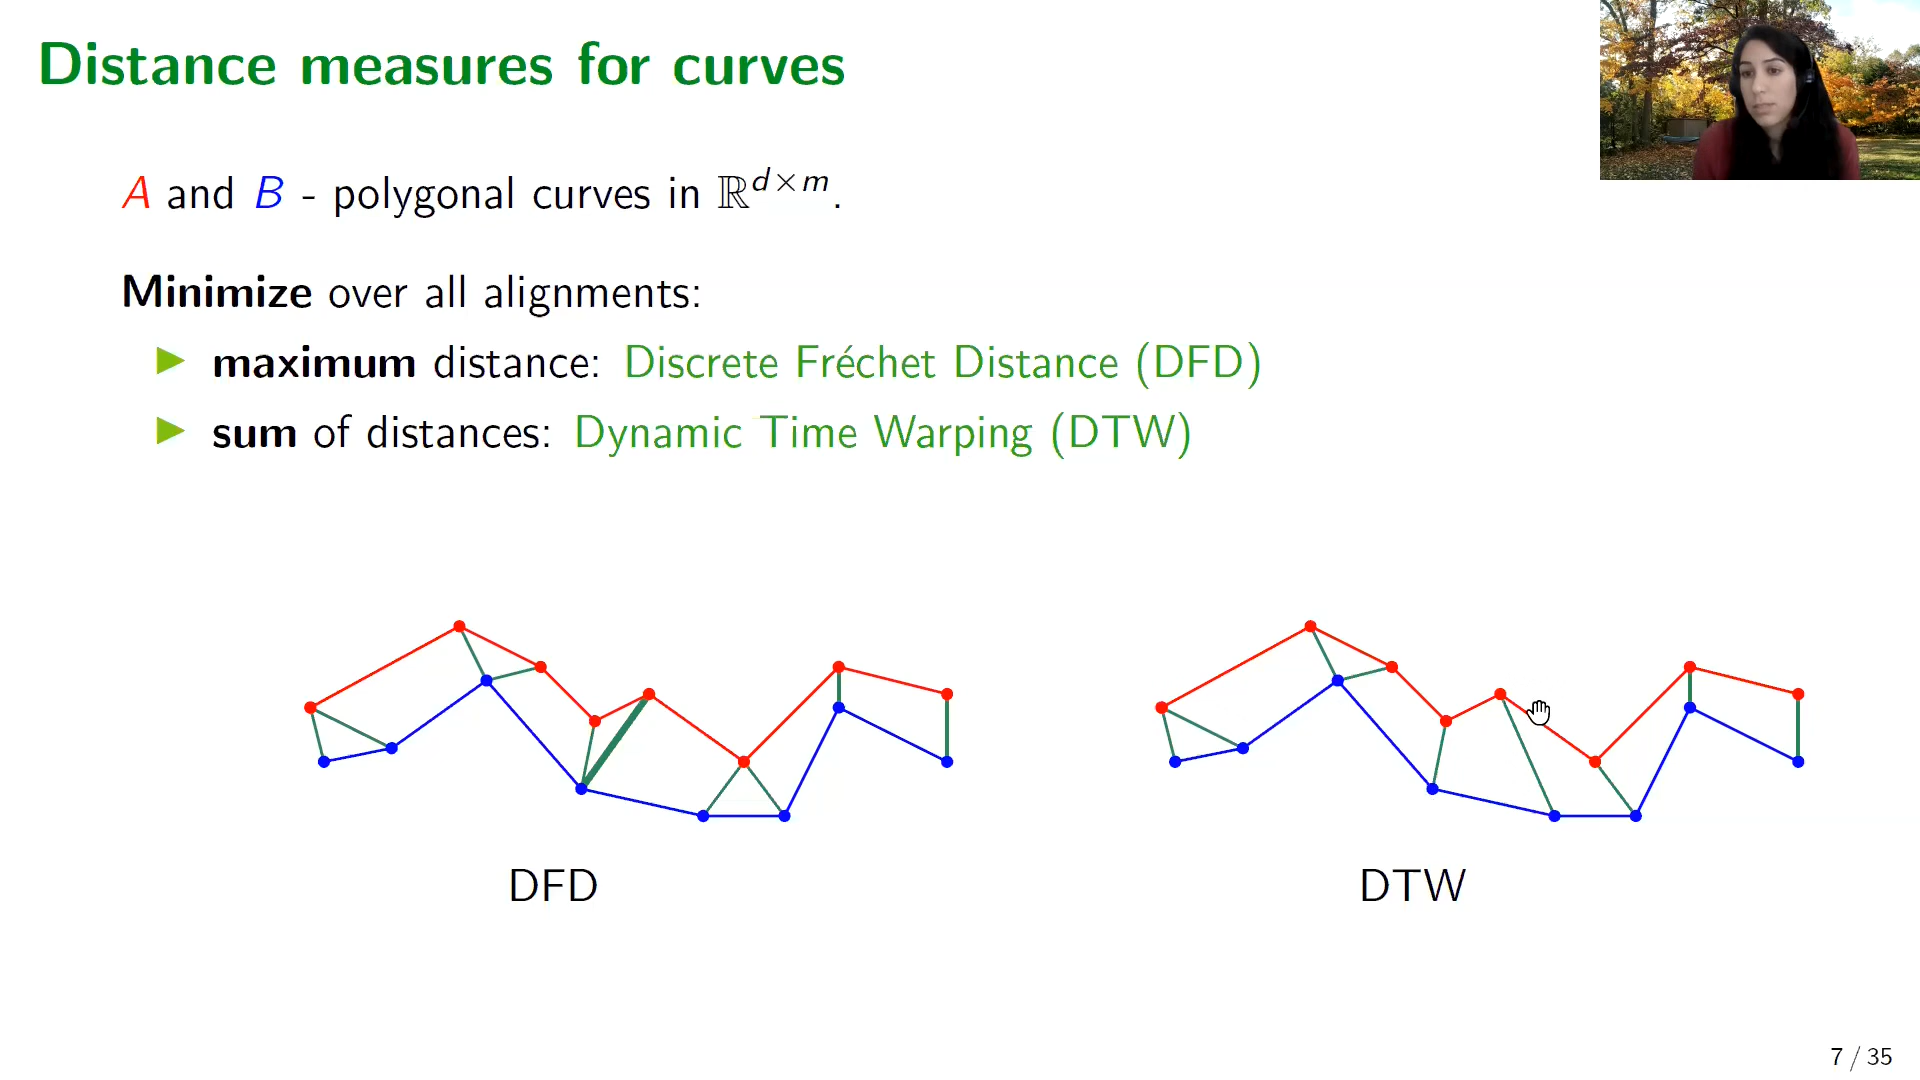 Distance measures for curves
A and B - polygonal curves in ℝ^{d×m}.
Minimize over all alignments:
▶ maximum distance: Discrete Fréchet Distance (DFD)
▶ sum of distances: Dynamic Time Warping (DTW)
DFD
DTW
7 / 35